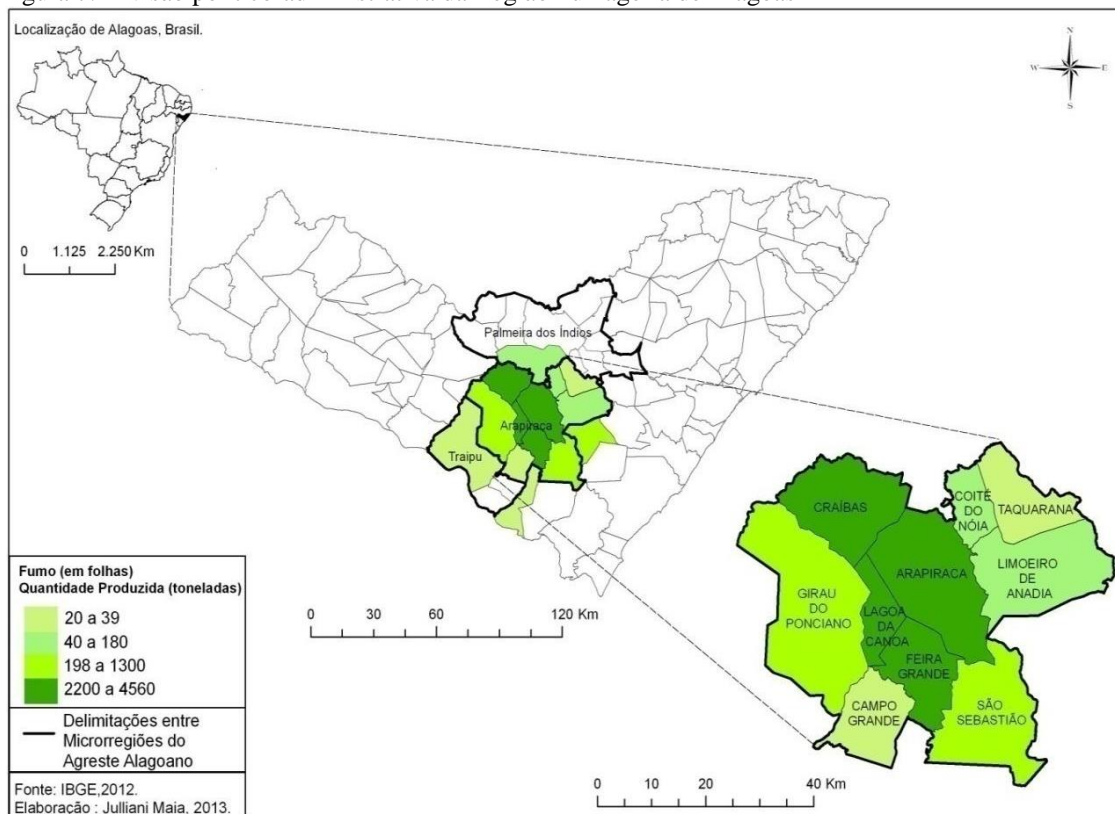 Localização de Alagoas, Brasil.
N
W E
S
0 1.125 2.250 Km
Palmeira dos Índios
Arapiraca
Traipu
CRAÍBAS
COITÉ
DO
NÓIA
TAQUARANA
LIMOEIRO
DE
ANADIA
ARAPIRACA
GIRAU
DO
PONCIANO
LAGOA
DA
CANOA
FEIRA
GRANDE
CAMPO
GRANDE
SÃO
SEBASTIÃO
Fumo (em folhas)
Quantidade Produzida (toneladas)
20 a 39
40 a 180
198 a 1300
2200 a 4560
Delimitações entre
Microrregiões do
Agreste Alagoano
Fonte: IBGE,2012.
Elaboração : Julliani Maia, 2013.
0 30 60 120 Km
0 10 20 40 Km